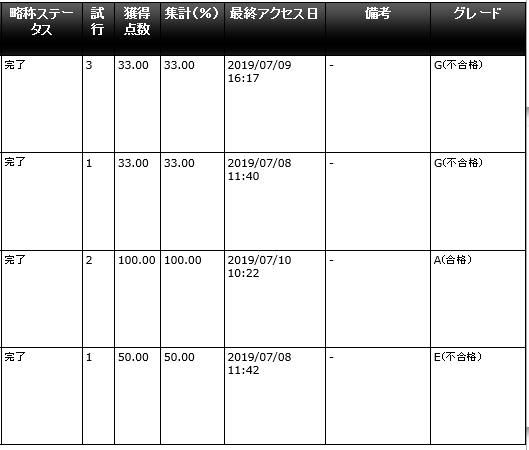 略称ステー 試 獲得 集計(%) 最終アクセス日 備考 グレード
タス 行 点数
完了 3 33.00 33.00 2019/07/09 - G(不合格)
16:17
完了 1 33.00 33.00 2019/07/08 - G(不合格)
11:40
完了 2 100.00 100.00 2019/07/10 - A(合格)
10:22
完了 1 50.00 50.00 2019/07/08 - E(不合格)
11:42